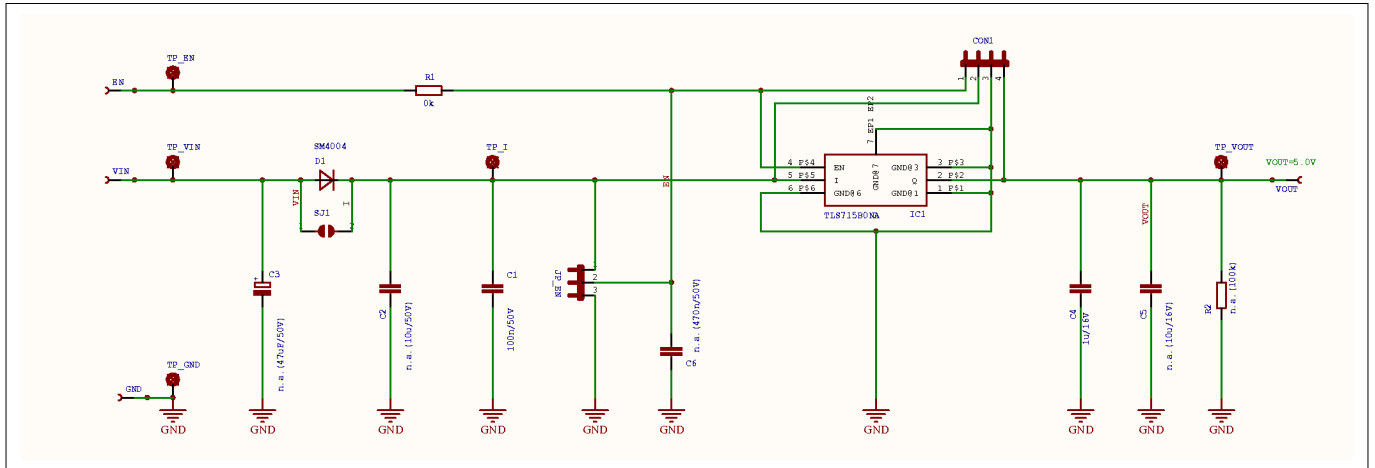 CON1
TP_EN
EN
R1
0k
1
2
3
4
EP1 EP2
7
TP_VIN
SM4004
D1
TP_I
EN
4 P$4
EN
GND@7
GND@3
3 P$3
TP_VOUT
VOUT=5.0V
VIN
5 P$5
I
Q
2 P$2
6 P$6
GND@6
GND@1
1 P$1
VOUT
VIN
I
SJ1
1
2
TLS715B0NA
IC1
VOUT
+
C3
n.a.(47uF/50V)
C2
n.a.(10u/50V)
C1
100n/50V
JP_EN
1
2
3
n.a.(470n/50V)
C6
C4
1u/16V
C5
n.a.(10u/16V)
R2
n.a.(100k)
TP_GND
GND
GND
GND
GND
GND
GND
GND
GND
GND
GND
GND